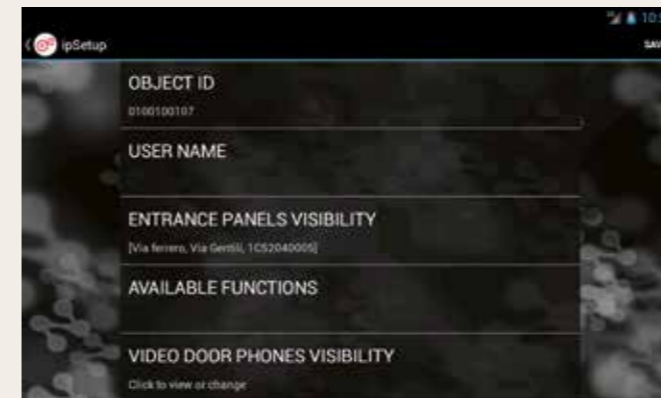 ipSetup
OBJECT ID
0100100107
USER NAME
ENTRANCE PANELS VISIBILITY
[Via ferrero, Via Gentili, 1CS2040005]
AVAILABLE FUNCTIONS
VIDEO DOOR PHONES VISIBILITY
Click to view or change